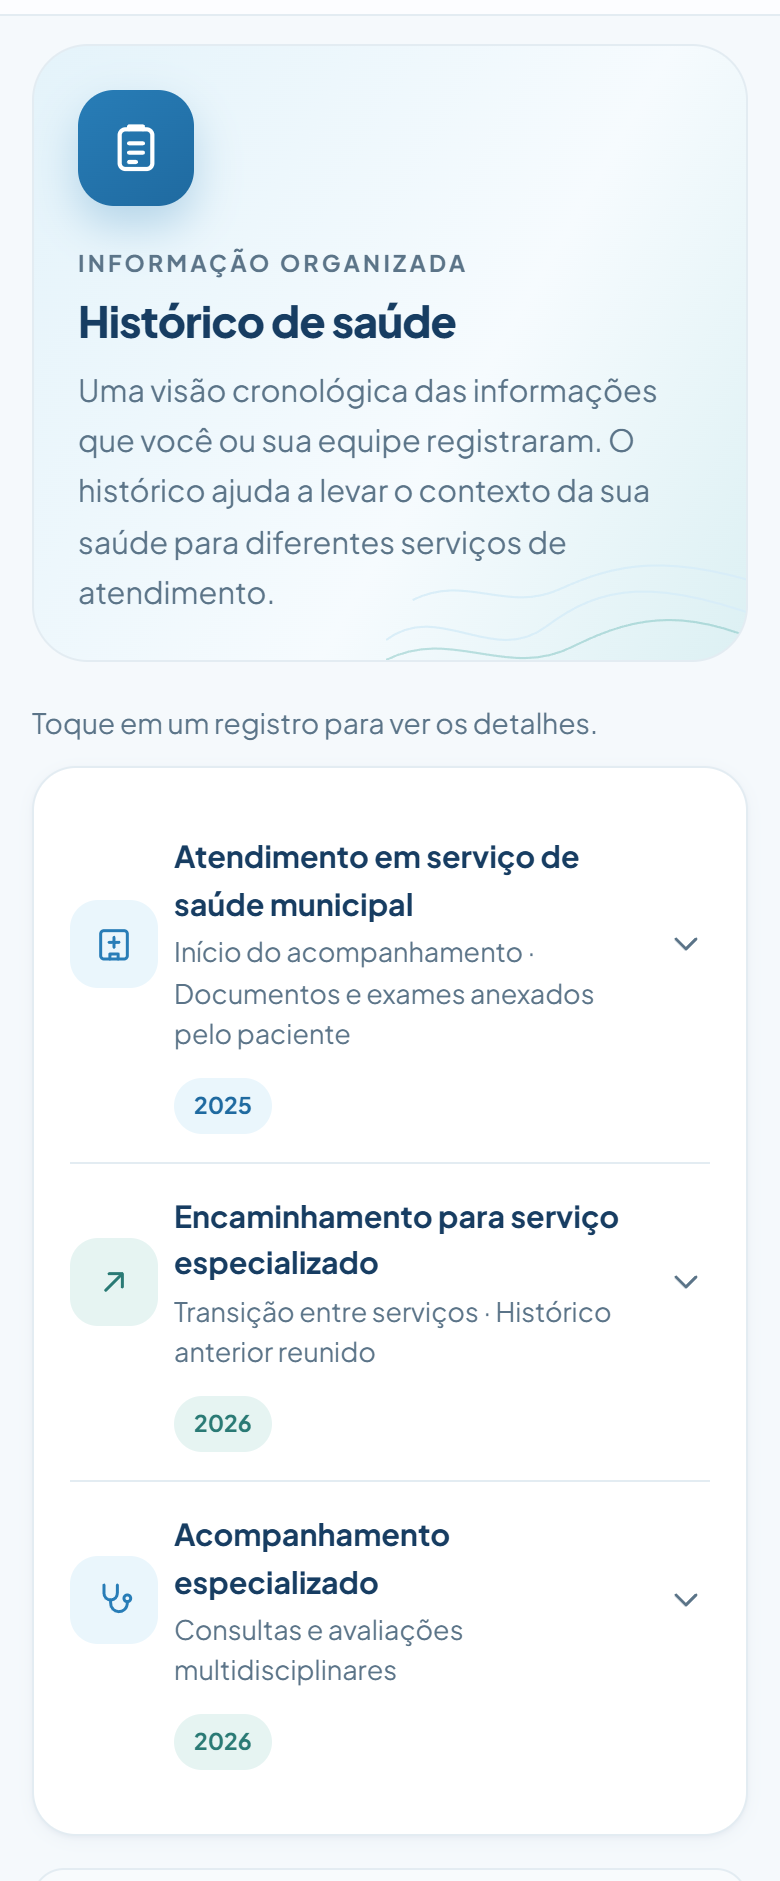 INFORMAÇÃO ORGANIZADA
Histórico de saúde
Uma visão cronológica das informações
que você ou sua equipe registraram. O
histórico ajuda a levar o contexto da sua
saúde para diferentes serviços de
atendimento.
Toque em um registro para ver os detalhes.
Atendimento em serviço de
saúde municipal
Início do acompanhamento ·
Documentos e exames anexados
pelo paciente
2025
Encaminhamento para serviço
especializado
Transição entre serviços · Histórico
anterior reunido
2026
Acompanhamento
especializado
Consultas e avaliações
multidisciplinares
2026